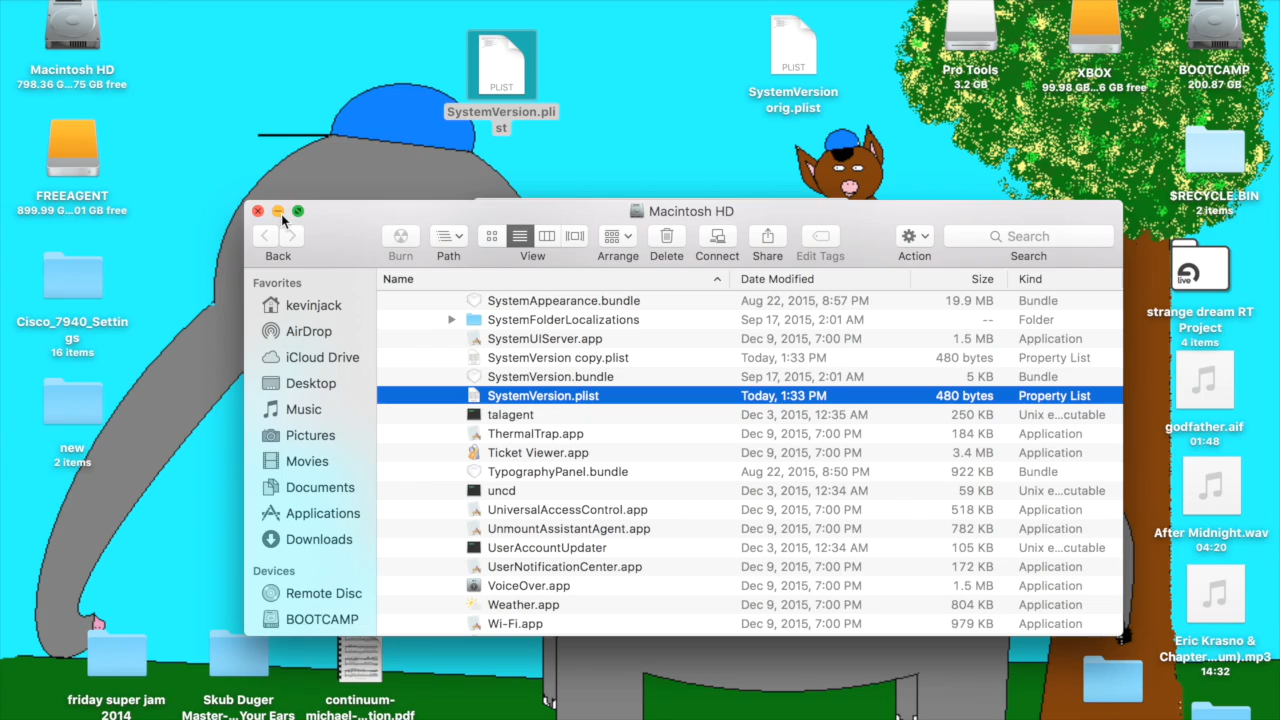 Macintosh HD
798.36 G...75 GB free
FREEAGENT
899.99 G...01 GB free
Cisco_7940_Settin
gs
16 items
new
2 items
PLIST
SystemVersion.pli
st
PLIST
SystemVersion
orig.plist
Pro Tools
3.2 GB
XBOX
99.98 GB...6 GB free
BOOTCAMP
200.87 GB
$RECYCLE.BIN
2 items
live
strange dream RT
Project
4 items
godfather.aif
01:48
After Midnight.wav
04:20
Eric Krasno &
Chapter...um).mp3
14:32
Macintosh HD
Search
Back
Burn
Path
View
Arrange
Delete
Connect
Share
Edit Tags
Action
Search
Favorites
kevinjack
AirDrop
iCloud Drive
Desktop
Music
Pictures
Movies
Documents
Applications
Downloads
Devices
Remote Disc
BOOTCAMP
Name Date Modified Size Kind
SystemAppearance.bundle Aug 22, 2015, 8:57 PM 19.9 MB Bundle
SystemFolderLocalizations Sep 17, 2015, 2:01 AM -- Folder
SystemUIServer.app Dec 9, 2015, 7:00 PM 1.5 MB Application
SystemVersion copy.plist Today, 1:33 PM 480 bytes Property List
SystemVersion.bundle Sep 17, 2015, 2:01 AM 5 KB Bundle
SystemVersion.plist Today, 1:33 PM 480 bytes Property List
talagent Dec 3, 2015, 12:35 AM 250 KB Unix e...cutable
ThermalTrap.app Dec 9, 2015, 7:00 PM 184 KB Application
Ticket Viewer.app Dec 9, 2015, 7:00 PM 3.4 MB Application
TypographyPanel.bundle Aug 22, 2015, 8:50 PM 922 KB Bundle
uncd Dec 3, 2015, 12:34 AM 59 KB Unix e...cutable
UniversalAccessControl.app Dec 9, 2015, 7:00 PM 518 KB Application
UnmountAssistantAgent.app Dec 9, 2015, 7:00 PM 782 KB Application
UserAccountUpdater Dec 3, 2015, 12:34 AM 105 KB Unix e...cutable
UserNotificationCenter.app Dec 9, 2015, 7:00 PM 172 KB Application
VoiceOver.app Dec 9, 2015, 7:00 PM 1.5 MB Application
Weather.app Dec 9, 2015, 7:00 PM 804 KB Application
Wi-Fi.app Dec 9, 2015, 7:00 PM 979 KB Application
friday super jam
2014
Skub Duger
Master-...Your Ears
continuum-
michael-...tion.pdf